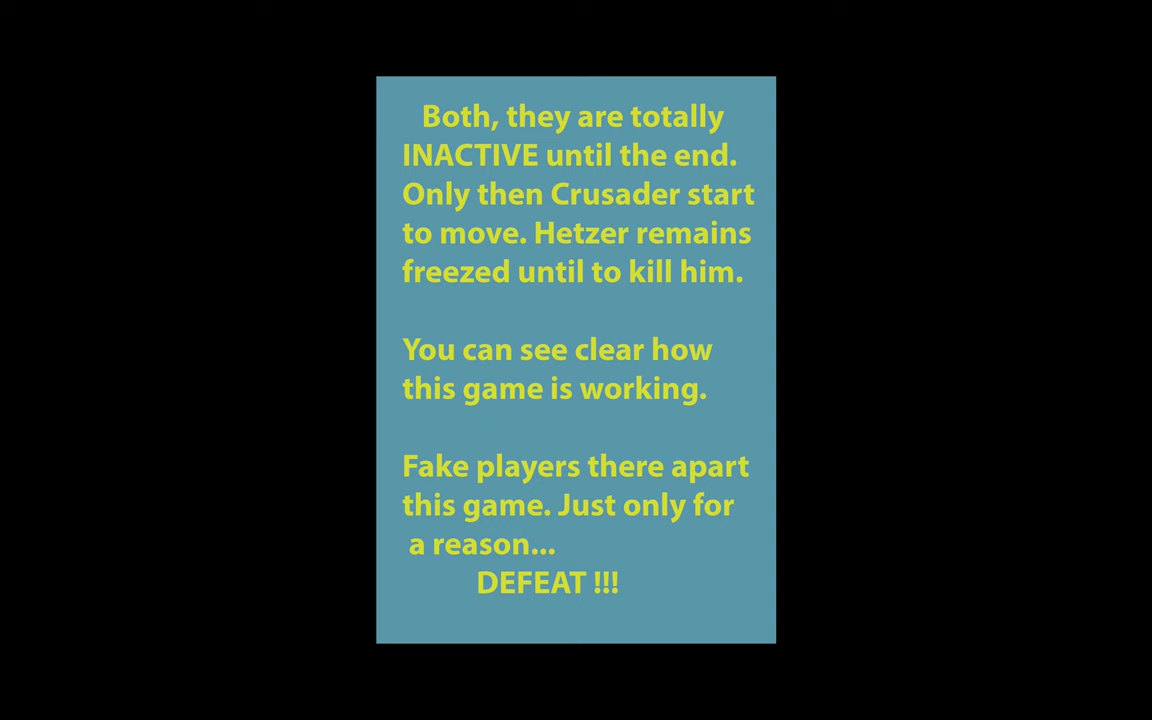 Both, they are totally
INACTIVE until the end.
Only then Crusader start
to move. Hetzer remains
freezed until to kill him.
You can see clear how
this game is working.
Fake players there apart
this game. Just only for
a reason...
DEFEAT !!!